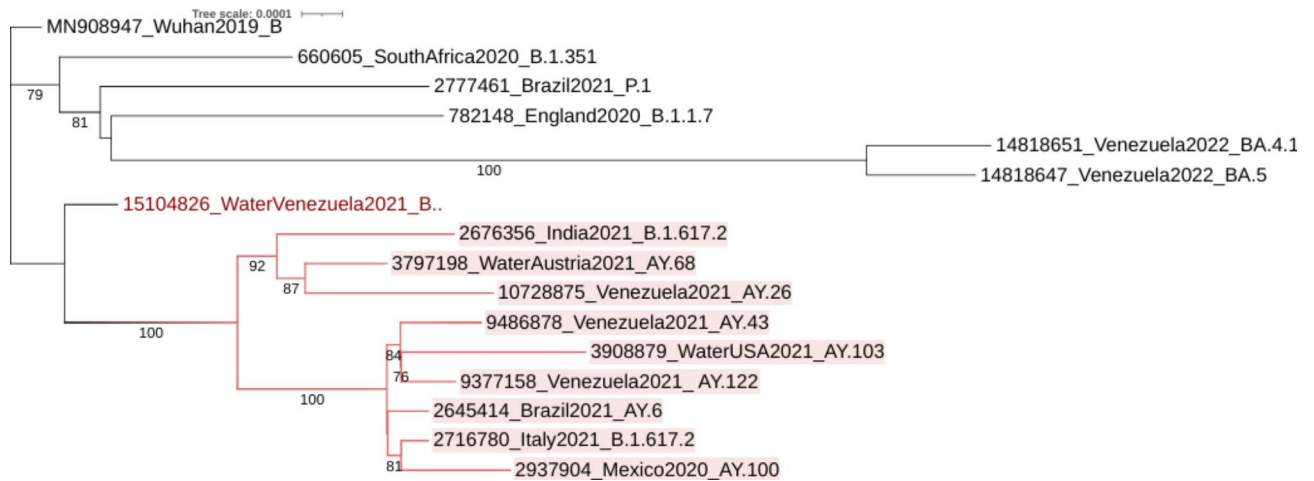 Tree scale: 0.0001
MN908947_Wuhan2019_B
660605_SouthAfrica2020_B.1.351
79
2777461_Brazil2021_P.1
81
782148_England2020_B.1.1.7
14818651_Venezuela2022_BA.4.1
100
14818647_Venezuela2022_BA.5
15104826_WaterVenezuela2021_B..
2676356_India2021_B.1.617.2
92
3797198_WaterAustria2021_AY.68
87
10728875_Venezuela2021_AY.26
9486878_Venezuela2021_AY.43
100
84
3908879_WaterUSA2021_AY.103
76
9377158_Venezuela2021_ AY.122
100
2645414_Brazil2021_AY.6
2716780_Italy2021_B.1.617.2
81
2937904_Mexico2020_AY.100